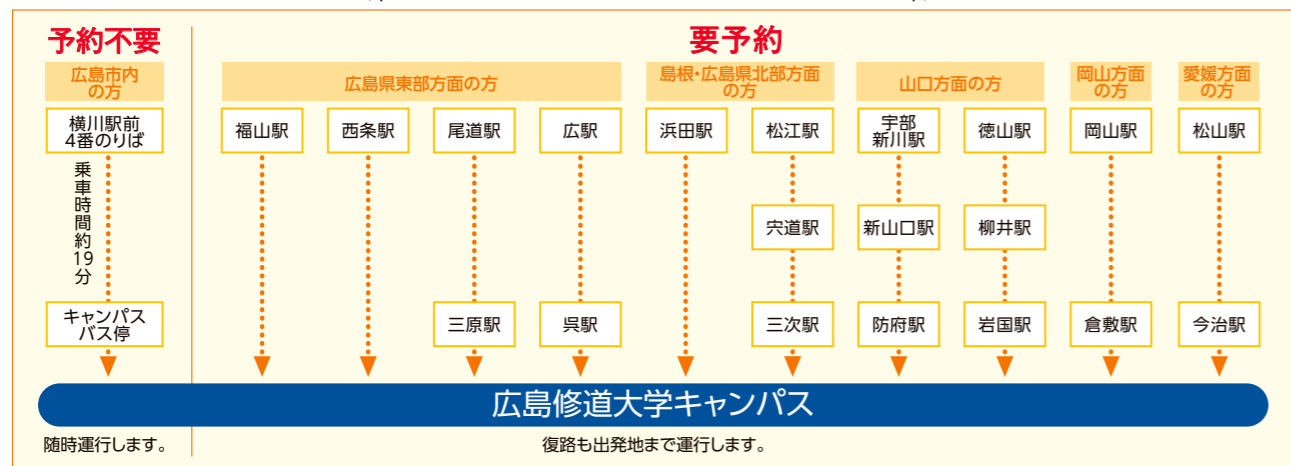 予約不要
要予約
広島市内
の方
広島県東部方面の方
島根・広島県北部方面
の方
山口方面の方
岡山方面
の方
愛媛方面
の方
横川駅前
4番のりば
福山駅
西条駅
尾道駅
広駅
浜田駅
松江駅
宇部
新川駅
徳山駅
岡山駅
松山駅
乗車時間約19分
宍道駅
新山口駅
柳井駅
キャンパス
バス停
三原駅
呉駅
三次駅
防府駅
岩国駅
倉敷駅
今治駅
広島修道大学キャンパス
随時運行します。
復路も出発地まで運行します。